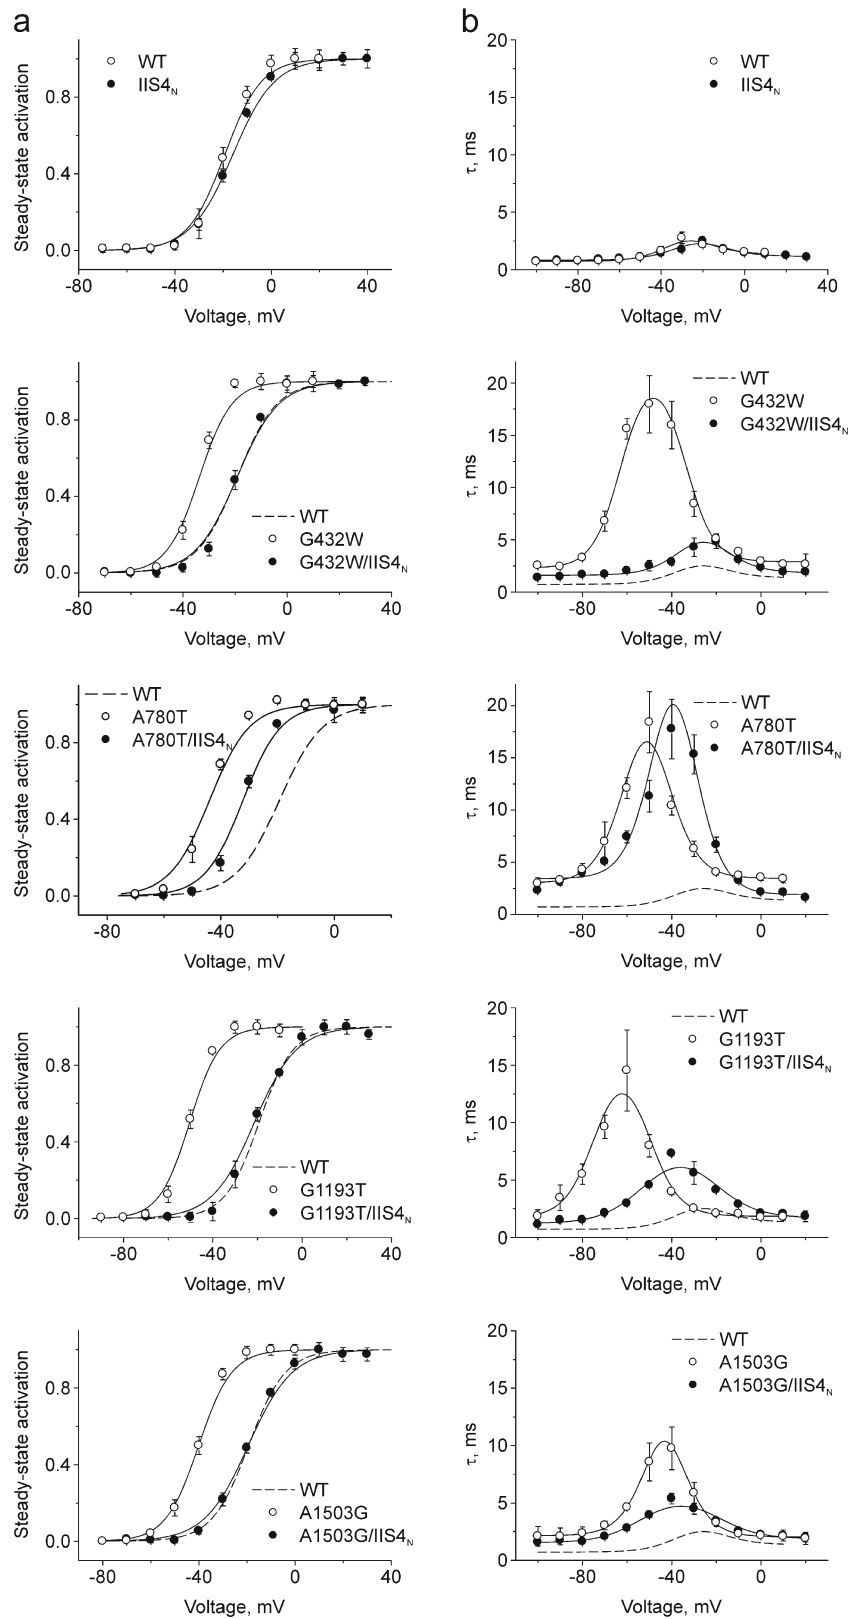 a
b
WT
IIS4N
Steady-state activation
0.8
0.4
0.0
-80 -40 0 40
Voltage, mV
WT
IIS4N
τ, ms
20
15
10
5
0
-80 -40 0 40
Voltage, mV
WT
G432W
G432W/IIS4N
Steady-state activation
0.8
0.4
0.0
-80 -40 0 40
Voltage, mV
WT
G432W
G432W/IIS4N
τ, ms
20
15
10
5
0
-80 -40 0
Voltage, mV
WT
A780T
A780T/IIS4N
Steady-state activation
0.8
0.4
0.0
-80 -40 0
Voltage, mV
WT
A780T
A780T/IIS4N
τ, ms
20
15
10
5
0
-80 -40 0
Voltage, mV
WT
G1193T
G1193T/IIS4N
Steady-state activation
0.8
0.4
0.0
-80 -40 0 40
Voltage, mV
WT
G1193T
G1193T/IIS4N
τ, ms
20
15
10
5
0
-80 -40 0
Voltage, mV
WT
A1503G
A1503G/IIS4N
Steady-state activation
0.8
0.4
0.0
-80 -40 0 40
Voltage, mV
WT
A1503G
A1503G/IIS4N
τ, ms
20
15
10
5
0
-80 -40 0
Voltage, mV